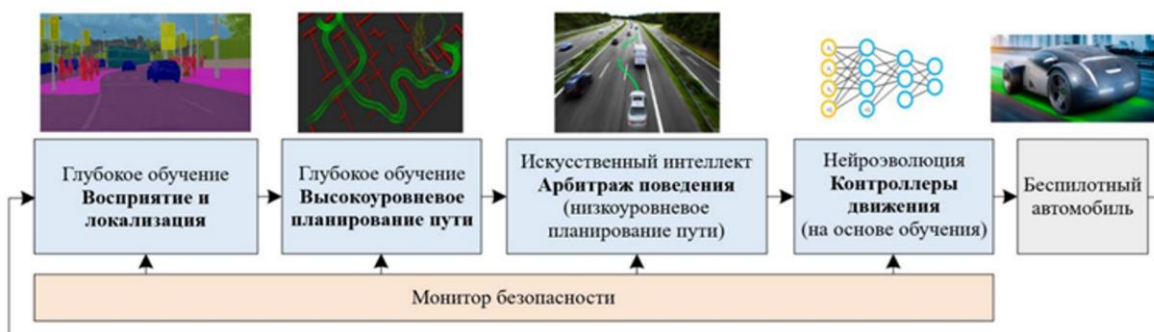 Глубокое обучение
Восприятие и
локализация
Глубокое обучение
Высокоуровневое
планирование пути
Искусственный интеллект
Арбитраж поведения
(низкоуровневое
планирование пути)
Нейроэволюция
Контроллеры
движения
(на основе обучения)
Беспилотный
автомобиль
Монитор безопасности